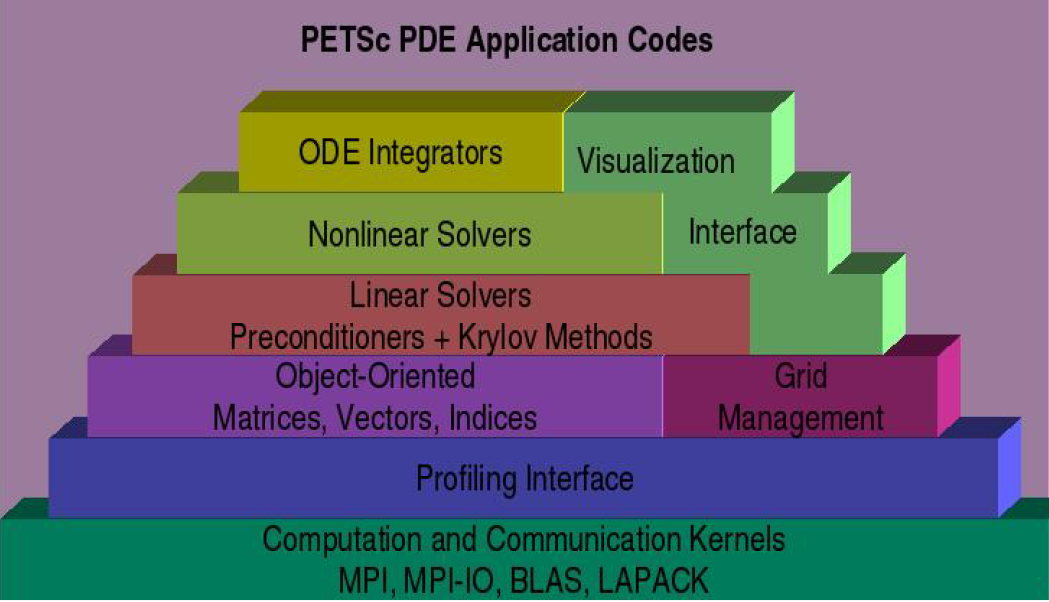 PETSc PDE Application Codes
ODE Integrators
Visualization
Nonlinear Solvers
Interface
Linear Solvers
Preconditioners + Krylov Methods
Object-Oriented
Matrices, Vectors, Indices
Grid
Management
Profiling Interface
Computation and Communication Kernels
MPI, MPI-IO, BLAS, LAPACK